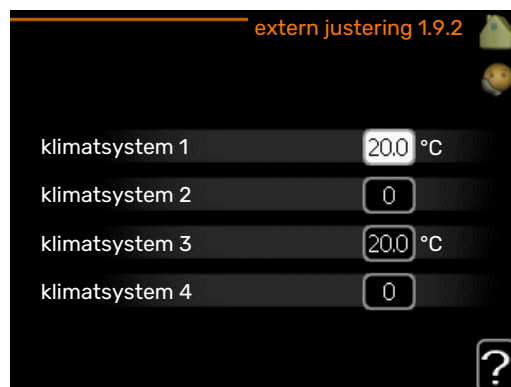 extern justering 1.9.2
klimatsystem 1 20.0 °C
klimatsystem 2 0
klimatsystem 3 20.0 °C
klimatsystem 4 0
?